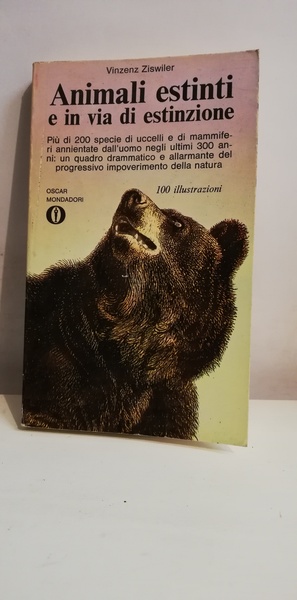 Vinzenz Ziswiler
Animali estinti
e in via di estinzione
Più di 200 specie di uccelli e di mammife-
ri annientate dall'uomo negli ultimi 300 an-
ni: un quadro drammatico e allarmante del
progressivo impoverimento della natura
OSCAR
MONDADORI
100 illustrazioni